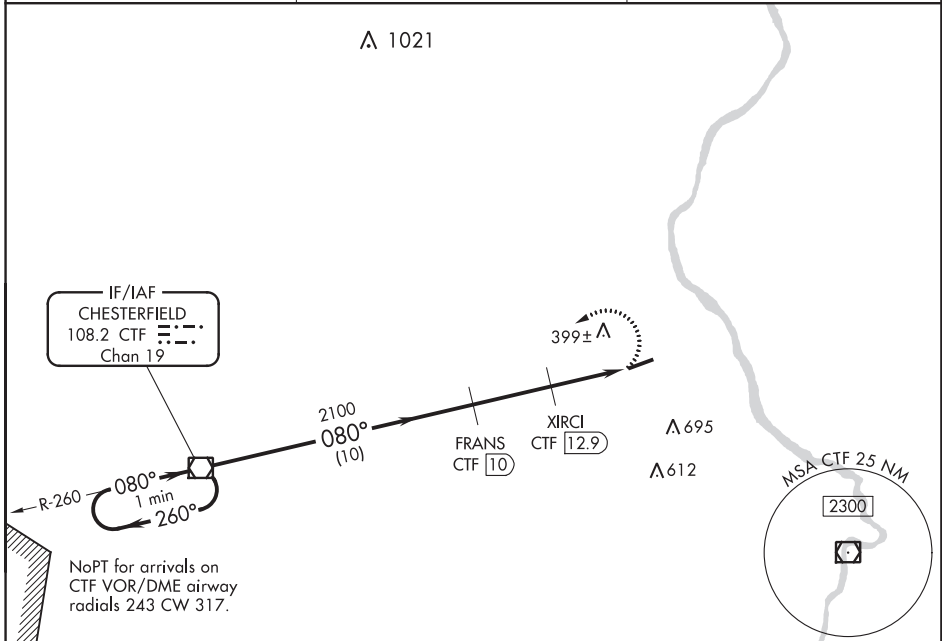 1021
IF/IAF
CHESTERFIELD
108.2 CTF
Chan 19
399±
2100
080°
(10)
FRANS
CTF 10
XIRCI
CTF 12.9
695
612
R-260
080°
1 min
260°
MSA CTF 25 NM
2300
NoPT for arrivals on
CTF VOR/DME airway
radials 243 CW 317.